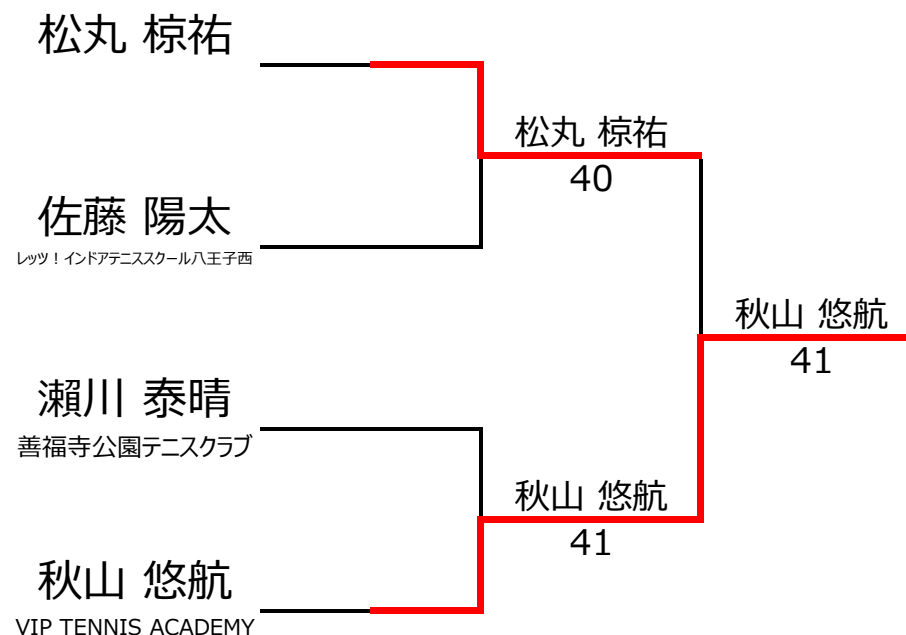 松丸 椋祐
松丸 椋祐
40
佐藤 陽太
レッツ！インドアテニススクール八王子西
秋山 悠航
41
瀬川 泰晴
善福寺公園テニスクラブ
秋山 悠航
41
秋山 悠航
VIP TENNIS ACADEMY